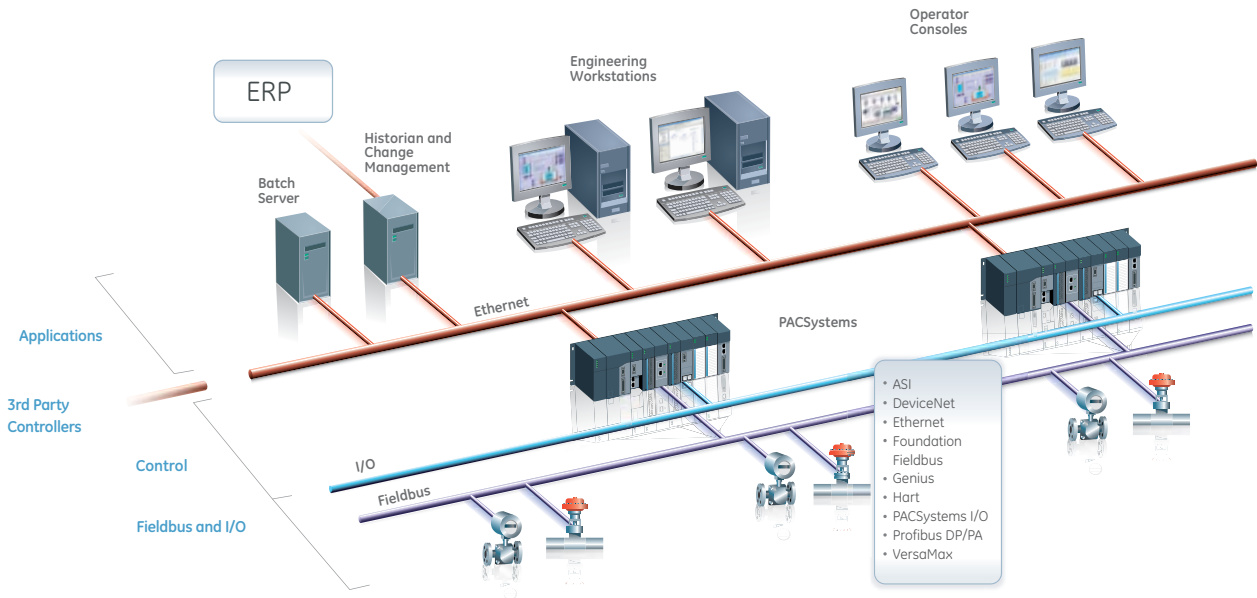 Operator
Consoles
Engineering
Workstations
ERP
Historian and
Change
Management
Batch
Server
Ethernet
Applications
PACSystems
3rd Party
Controllers
Control
I/O
Fieldbus
Fieldbus and I/O
• ASI
• DeviceNet
• Ethernet
• Foundation
Fieldbus
• Genius
• Hart
• PACSystems I/O
• Profibus DP/PA
• VersaMax